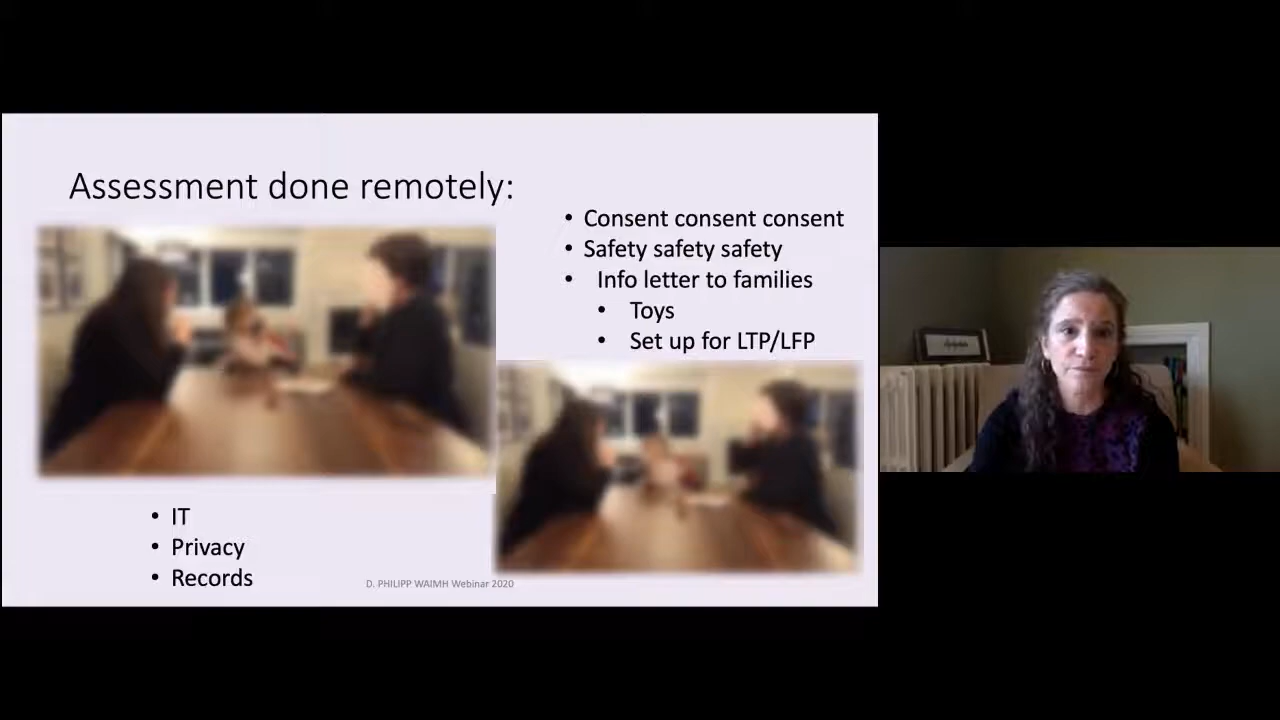 Assessment done remotely:
• Consent consent consent
• Safety safety safety
• Info letter to families
• Toys
• Set up for LTP/LFP
• IT
• Privacy
• Records
D. PHILIPP WAIMH Webinar 2020